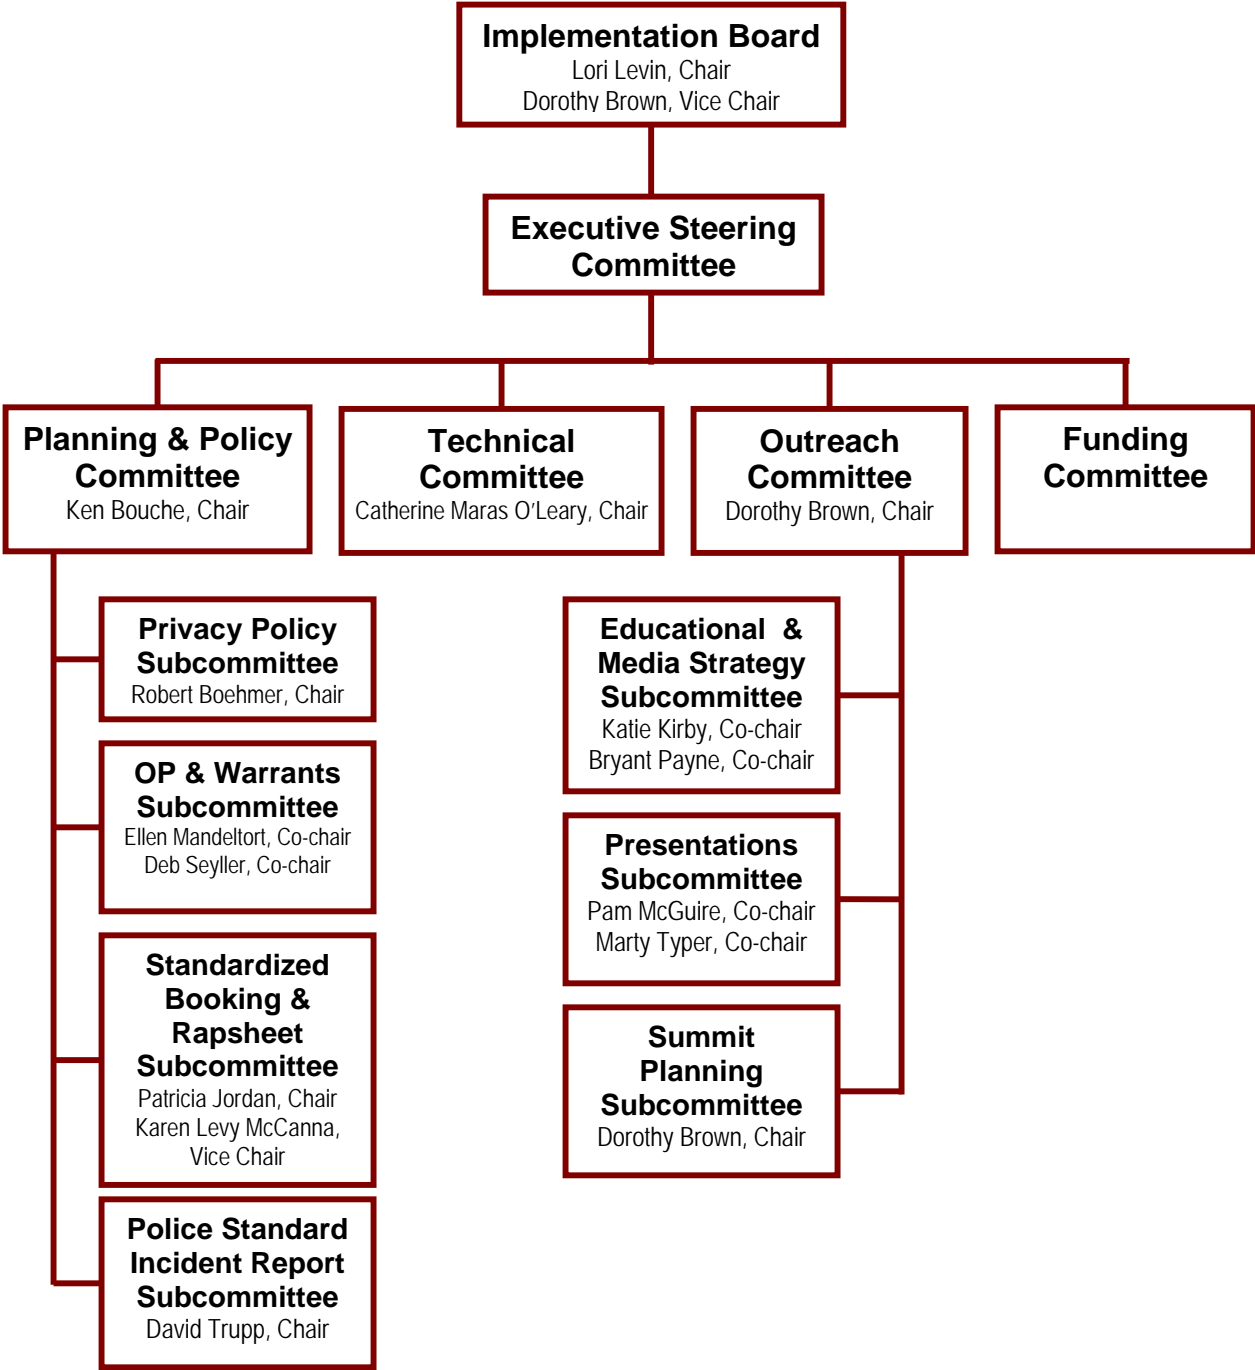 Implementation Board
Lori Levin, Chair
Dorothy Brown, Vice Chair
Executive Steering
Committee
Planning & Policy
Committee
Ken Bouche, Chair
Technical
Committee
Catherine Maras O'Leary, Chair
Outreach
Committee
Dorothy Brown, Chair
Funding
Committee
Privacy Policy
Subcommittee
Robert Boehmer, Chair
OP & Warrants
Subcommittee
Ellen Mandeltort, Co-chair
Deb Seyller, Co-chair
Standardized
Booking &
Rapsheet
Subcommittee
Patricia Jordan, Chair
Karen Levy McCanna,
Vice Chair
Police Standard
Incident Report
Subcommittee
David Trupp, Chair
Educational & 
Media Strategy
Subcommittee
Katie Kirby, Co-chair
Bryant Payne, Co-chair
Presentations
Subcommittee
Pam McGuire, Co-chair
Marty Typer, Co-chair
Summit
Planning
Subcommittee
Dorothy Brown, Chair